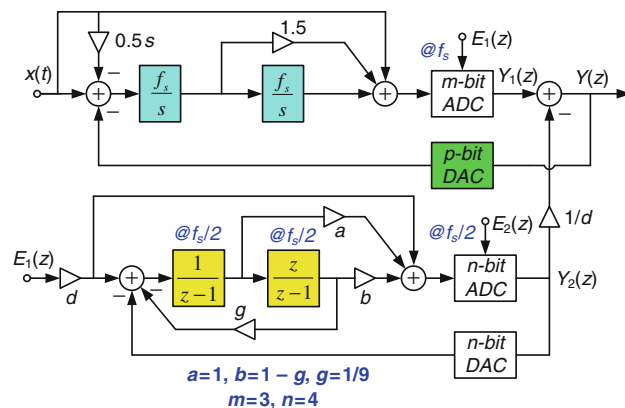 0.5s
1.5
x(t)
f_s
s
f_s
s
@f_s
E_1(z)
m-bit
ADC
Y_1(z)
Y(z)
p-bit
DAC
1/d
E_1(z)
d
@f_s/2
1
z−1
@f_s/2
z
z−1
a
b
g
@f_s/2
E_2(z)
n-bit
ADC
Y_2(z)
n-bit
DAC
a=1, b=1 – g, g=1/9
m=3, n=4